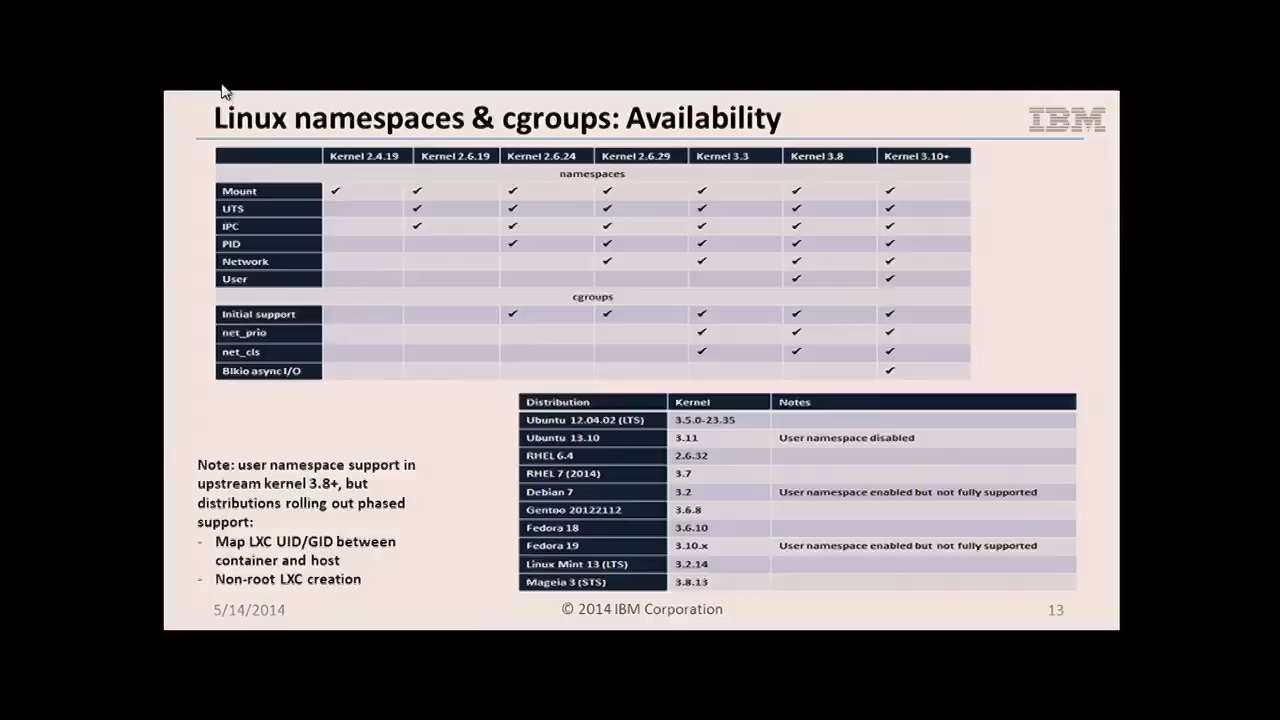 Linux namespaces & cgroups: Availability
IBM
Kernel 2.4.19 Kernel 2.6.19 Kernel 2.6.24 Kernel 2.6.29 Kernel 3.3 Kernel 3.8 Kernel 3.10+
namespaces
Mount ✔ ✔ ✔ ✔ ✔ ✔ ✔
UTS ✔ ✔ ✔ ✔ ✔ ✔
IPC ✔ ✔ ✔ ✔ ✔ ✔
PID ✔ ✔ ✔ ✔ ✔
Network ✔ ✔ ✔ ✔
User ✔ ✔
cgroups
Initial support ✔ ✔ ✔ ✔ ✔
net_prio ✔ ✔ ✔
net_cls ✔ ✔ ✔
Blkio async I/O ✔
Distribution Kernel Notes
Ubuntu 12.04.02 (LTS) 3.5.0-23.35
Ubuntu 13.10 3.11 User namespace disabled
RHEL 6.4 2.6.32
RHEL 7 (2014) 3.7
Debian 7 3.2 User namespace enabled but not fully supported
Gentoo 20122112 3.6.8
Fedora 18 3.6.10
Fedora 19 3.10.x User namespace enabled but not fully supported
Linux Mint 13 (LTS) 3.2.14
Mageia 3 (STS) 3.8.13
Note: user namespace support in
upstream kernel 3.8+, but
distributions rolling out phased
support:
- Map LXC UID/GID between
container and host
- Non-root LXC creation
5/14/2014 © 2014 IBM Corporation 13